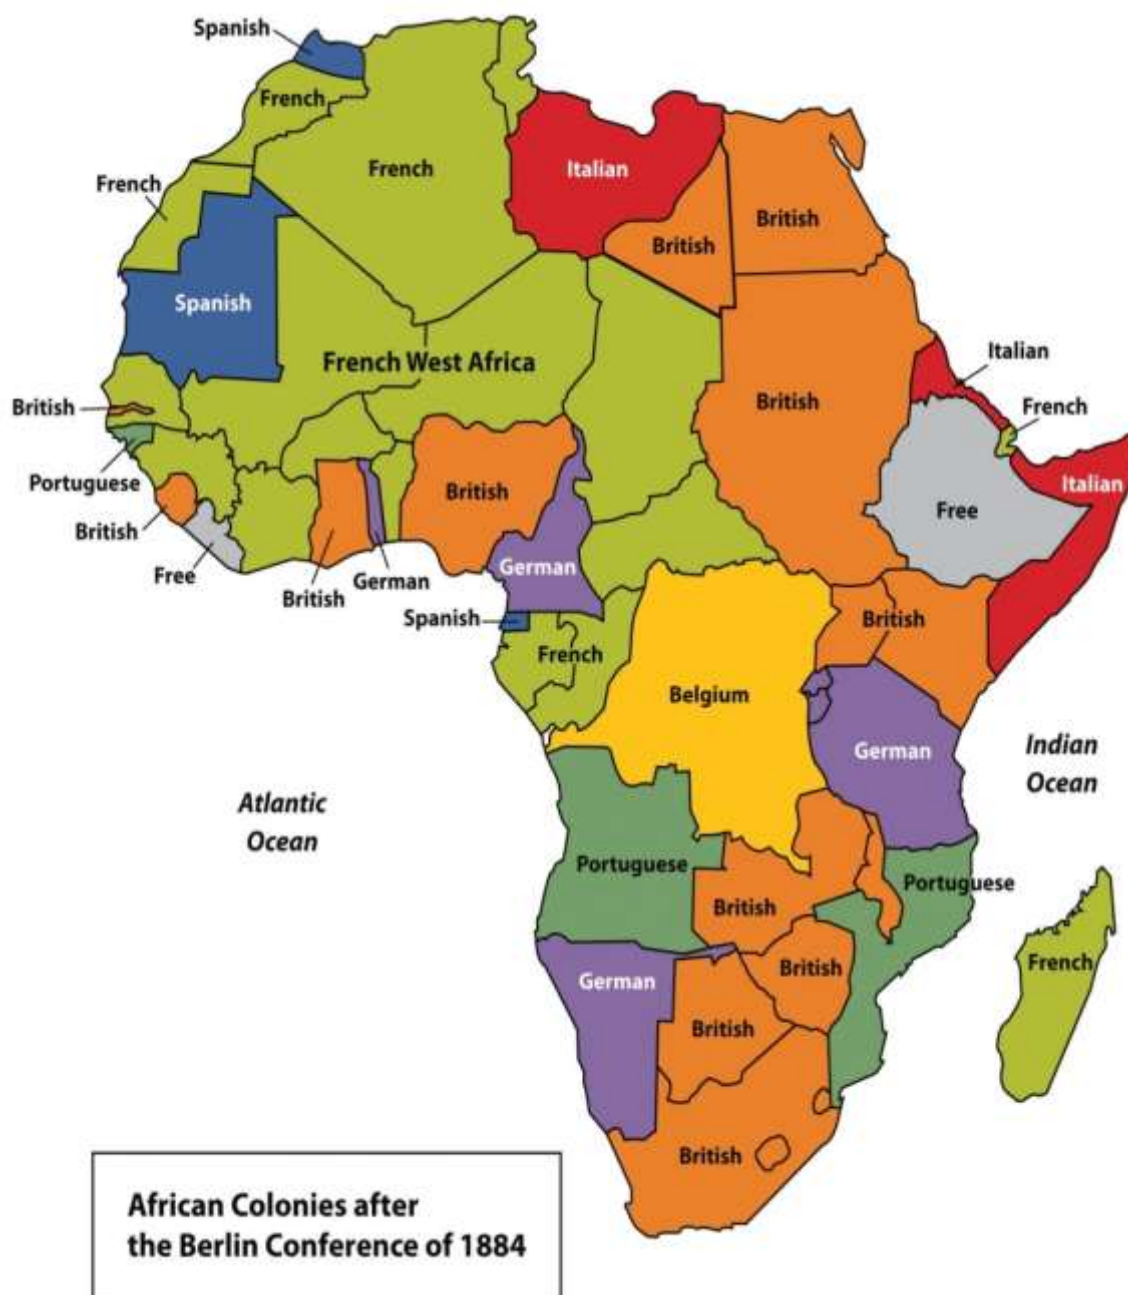 Spanish
French
French
French
Italian
British
British
Spanish
French West Africa
British
Italian
French
British
Portuguese
British
Italian
British
Free
Free
British
German
German
Spanish
British
French
Belgium
German
Indian
Ocean
Atlantic
Ocean
Portuguese
Portuguese
British
British
French
German
British
British
African Colonies after
the Berlin Conference of 1884